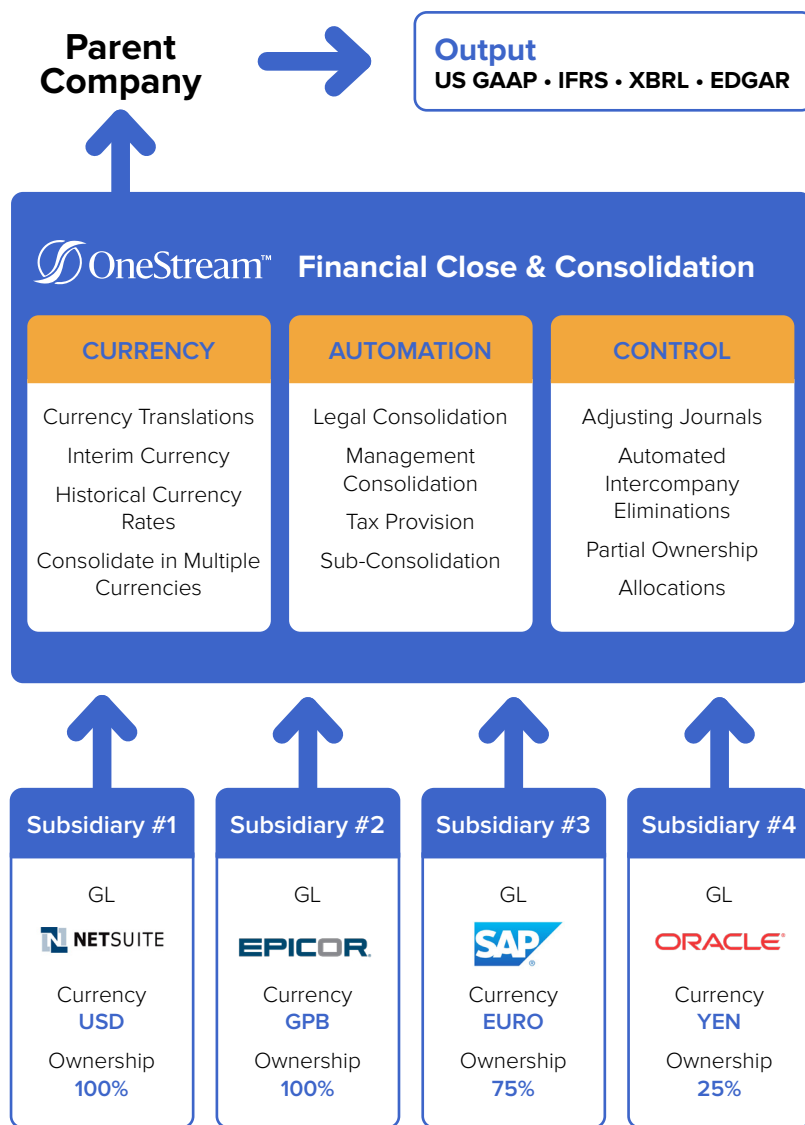 Parent
Company
Output
US GAAP • IFRS • XBRL • EDGAR
OneStream™ Financial Close & Consolidation
CURRENCY
Currency Translations
Interim Currency
Historical Currency
Rates
Consolidate in Multiple
Currencies
AUTOMATION
Legal Consolidation
Management
Consolidation
Tax Provision
Sub-Consolidation
CONTROL
Adjusting Journals
Automated
Intercompany
Eliminations
Partial Ownership
Allocations
Subsidiary #1
GL
N NETSUITE
Currency
USD
Ownership
100%
Subsidiary #2
GL
EPICOR.
Currency
GPB
Ownership
100%
Subsidiary #3
GL
SAP®
Currency
EURO
Ownership
75%
Subsidiary #4
GL
ORACLE®
Currency
YEN
Ownership
25%